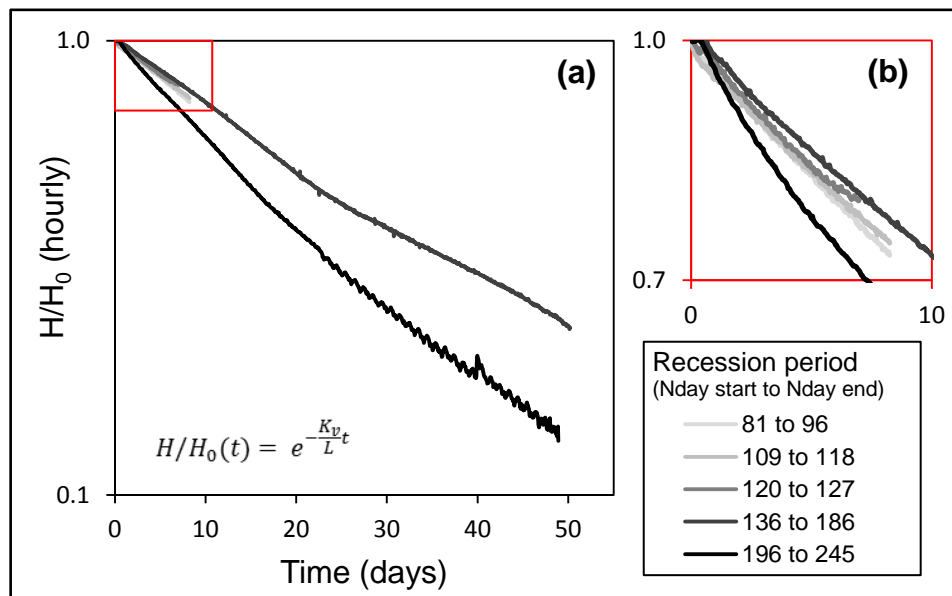 1.0
0.1
H/H₀ (hourly)
(a)
H/H₀(t) = e^{-\frac{K_v}{L}t}
0 10 20 30 40 50
Time (days)
1.0
0.7
(b)
0 10
Recession period
(Nday start to Nday end)
81 to 96
109 to 118
120 to 127
136 to 186
196 to 245